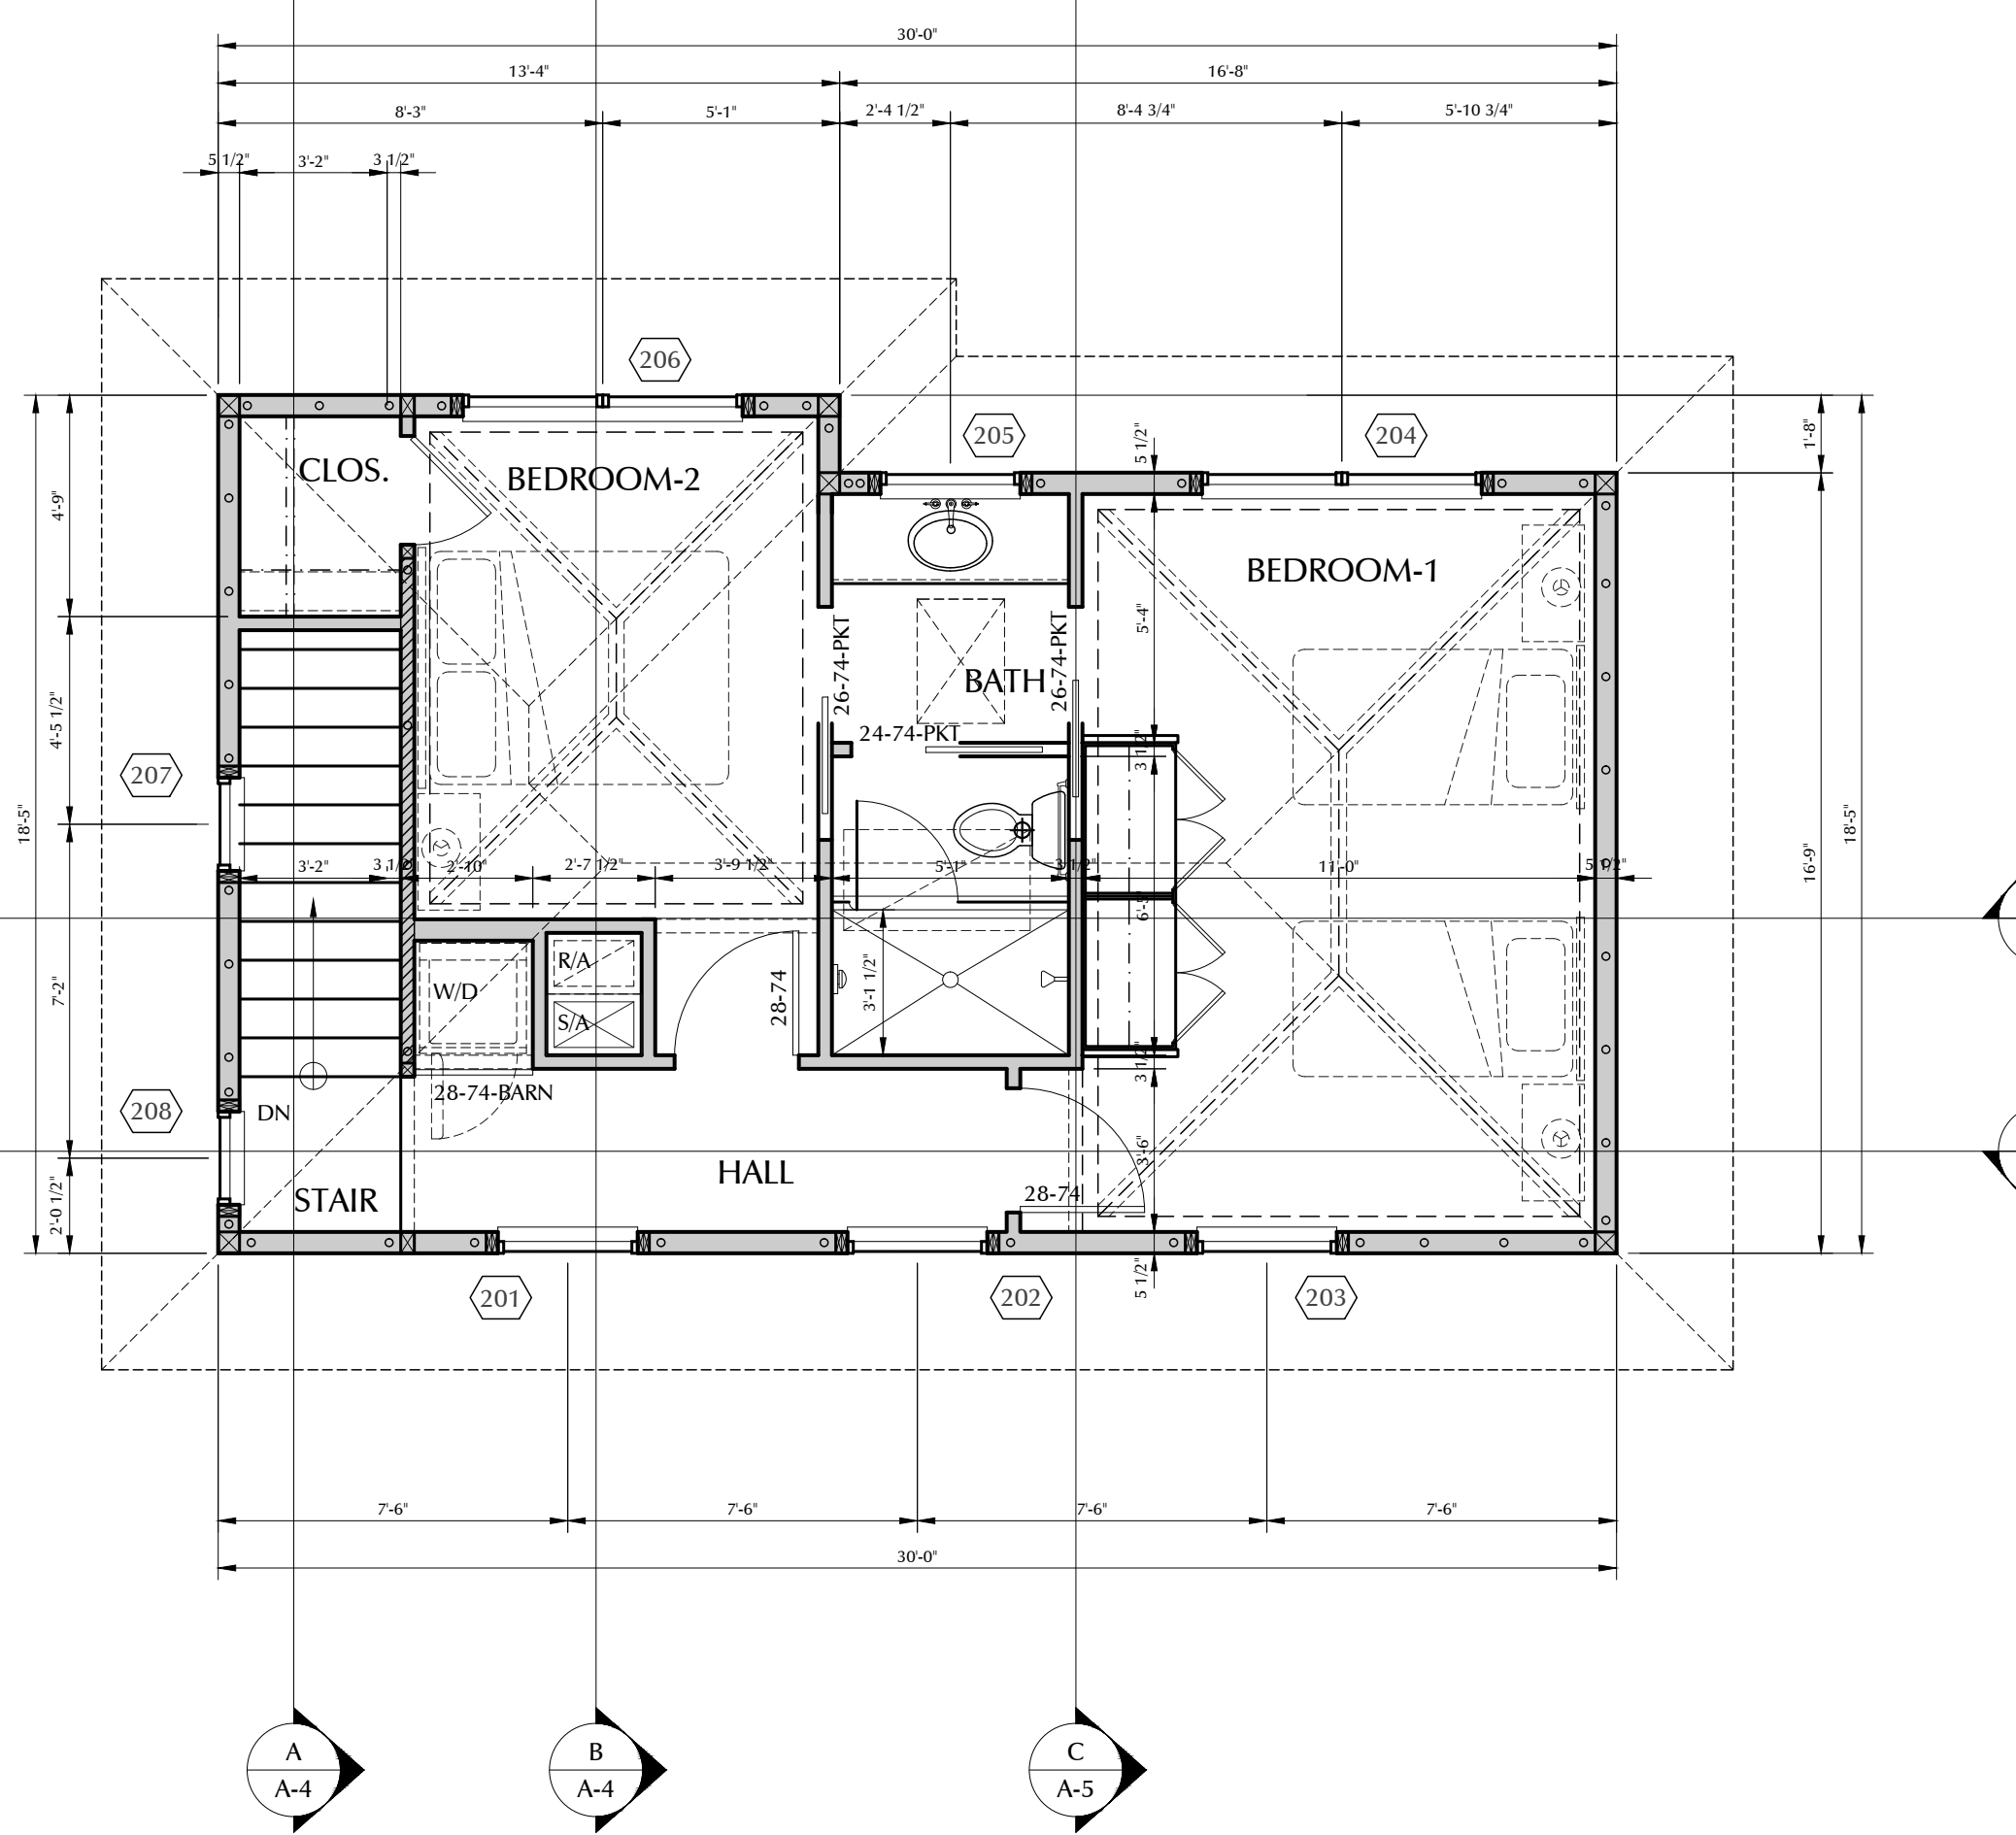 30'-0"
13'-4" 16'-8"
8'-3" 5'-1" 2'-4 1/2" 8'-4 3/4" 5'-10 3/4"
5 1/2" 3'-2" 3 1/2"
206
205 204
5 1/2"
1'-8"
CLOS. BEDROOM-2
4'-9"
BEDROOM-1
5'-4"
26-74-PKT 26-74-PKT
BATH
24-74-PKT
4'-5 1/2"
3 1/2"
207
18'-5" 18'-5"
16'-9"
3'-2" 3 1/2" 2'-10" 2'-7 1/2" 3'-9 1/2" 5'-1" 3 1/2" 11'-0" 5 1/2"
6'-5"
R/A
W/D
S/A
28-74
3'-1 1/2"
7'-2"
3 1/2"
28-74-BARN
208
DN
3'-6"
HALL
28-74
STAIR
2'-0 1/2"
5 1/2"
201 202 203
7'-6" 7'-6" 7'-6" 7'-6"
30'-0"
A B C
A-4 A-4 A-5